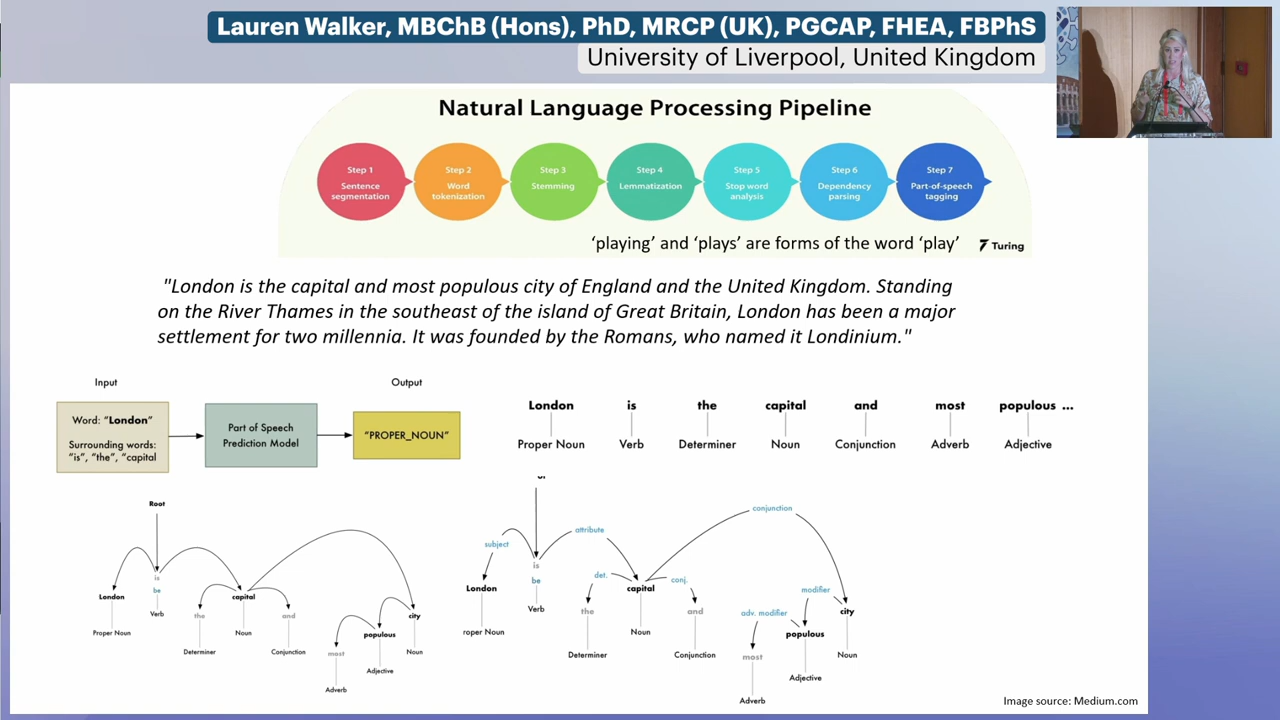 Lauren Walker, MBChB (Hons), PhD, MRCP (UK), PGCAP, FHEA, FBPhS
University of Liverpool, United Kingdom
Natural Language Processing Pipeline
Step 1
Sentence
segmentation
Step 2
Word
tokenization
Step 3
Stemming
Step 4
Lemmatization
Step 5
Stop word
analysis
Step 6
Dependency
parsing
Step 7
Part-of-speech
tagging
‘playing’ and ‘plays’ are forms of the word ‘play’
Turing
"London is the capital and most populous city of England and the United Kingdom. Standing
on the River Thames in the southeast of the island of Great Britain, London has been a major
settlement for two millennia. It was founded by the Romans, who named it Londinium."
Input
Output
Word: “London”
Surrounding words:
“is”, “the”, “capital
Part of Speech
Prediction Model
“PROPER_NOUN”
London is the capital and most populous ...
Proper Noun Verb Determiner Noun Conjunction Adverb Adjective
Root
is
be
Verb
London
Proper Noun
the
Determiner
capital
Noun
and
Conjunction
most
Adverb
populous
Adjective
city
Noun
subject
attribute
conjunction
is
be
Verb
London
roper Noun
det.
the
Determiner
capital
Noun
conj.
and
Conjunction
adv. modifier
most
Adverb
modifier
populous
Adjective
city
Noun
Image source: Medium.com